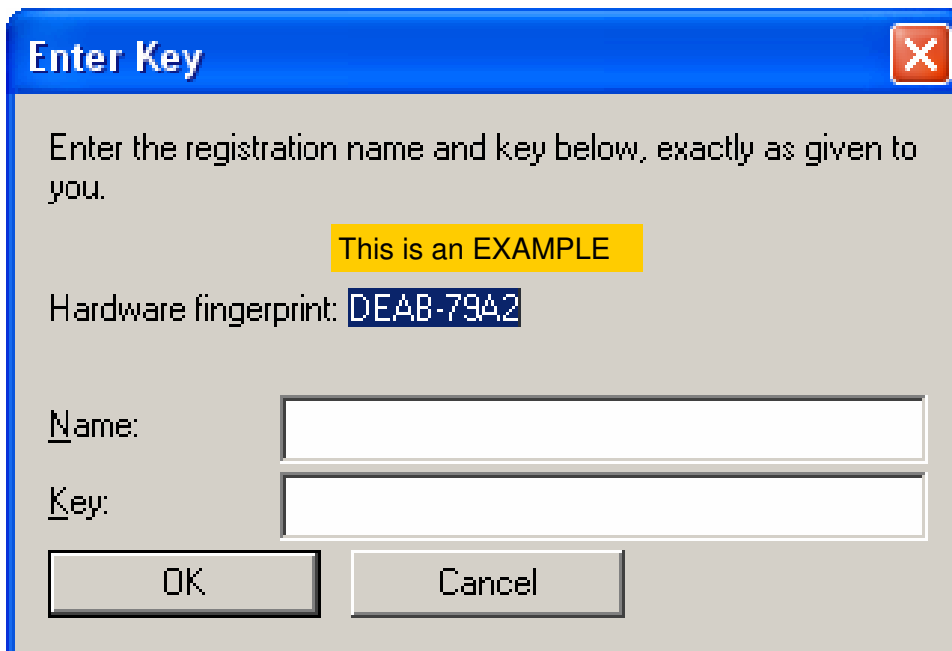 Enter Key
Enter the registration name and key below, exactly as given to
you.
This is an EXAMPLE
Hardware fingerprint: DEAB-79A2
Name:
Key:
OK Cancel